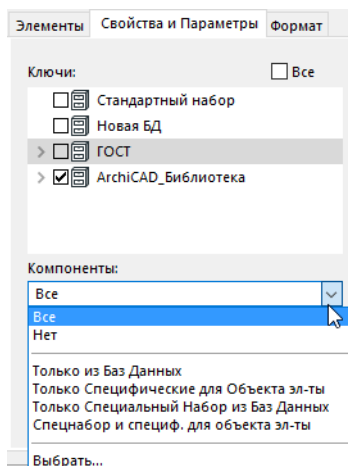 Элементы Свойства и Параметры Формат
Ключи: Все
Стандартный набор
Новая БД
ГОСТ
ArchiCAD_Библиотека
Компоненты:
Все
Все
Нет
Только из Баз Данных
Только Специфические для Объекта эл-ты
Только Специальный Набор из Баз Данных
Спецнабор и специф. для объекта эл-ты
Выбрать...